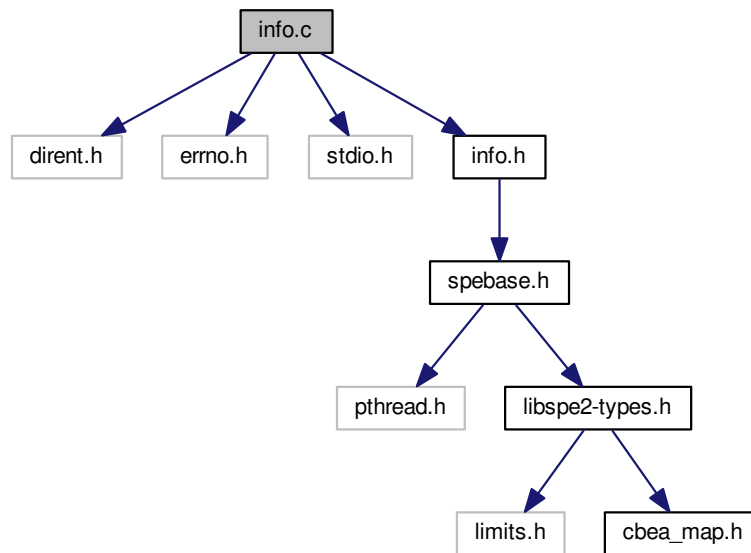 info.c
dirent.h
errno.h
stdio.h
info.h
spebase.h
pthread.h
libspe2-types.h
limits.h
cbea_map.h